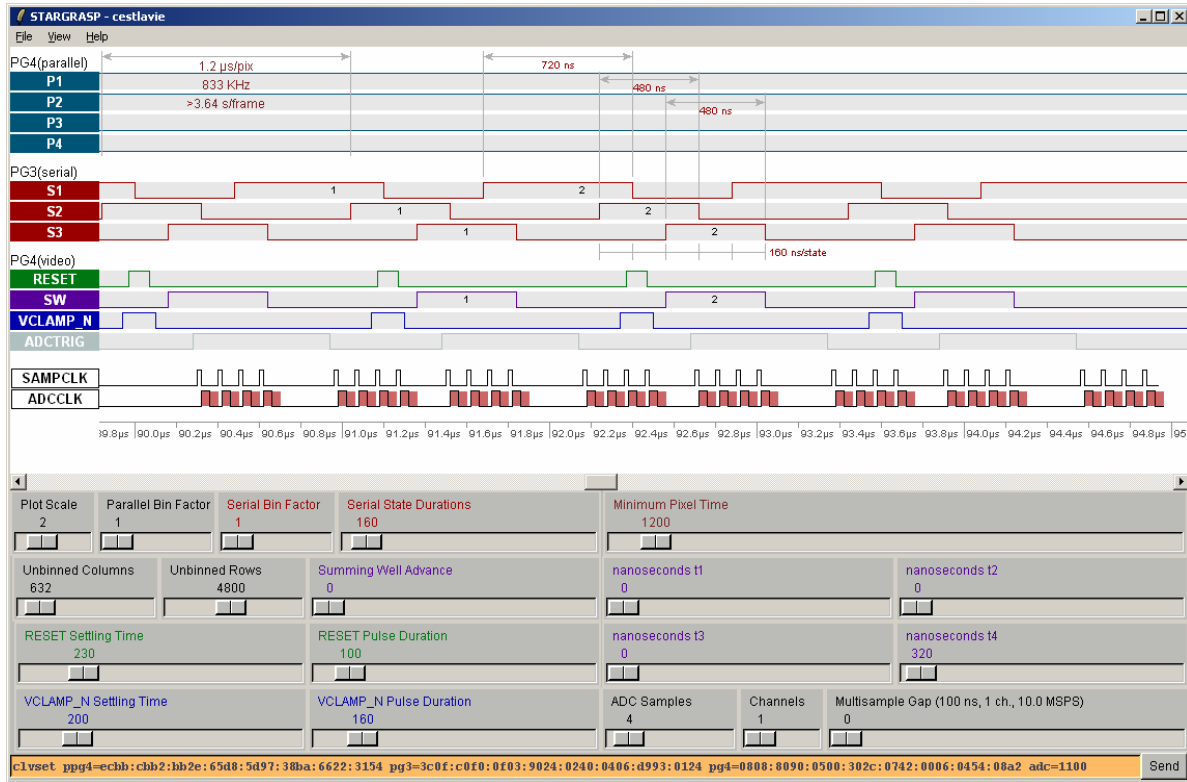 STARGRASP - cestlavie
File View Help
PG4(parallel)
1.2 µs/pix 720 ns
P1 833 KHz 480 ns
P2 >3.64 s/frame 480 ns
P3
P4
PG3(serial)
S1 1 2
S2 1 2
S3 1 2
160 ns/state
PG4(video)
RESET
SW 1 2
VCLAMP_N
ADCTRIG
SAMPCLK
ADCCLK
39.8µs 90.0µs 90.2µs 90.4µs 90.6µs 90.8µs 91.0µs 91.2µs 91.4µs 91.6µs 91.8µs 92.0µs 92.2µs 92.4µs 92.6µs 92.8µs 93.0µs 93.2µs 93.4µs 93.6µs 93.8µs 94.0µs 94.2µs 94.4µs 94.6µs 94.8µs 95
Plot Scale Parallel Bin Factor Serial Bin Factor Serial State Durations Minimum Pixel Time
2 1 1 160 1200
Unbinned Columns Unbinned Rows Summing Well Advance nanoseconds t1 nanoseconds t2
632 4800 0 0 0
RESET Settling Time RESET Pulse Duration nanoseconds t3 nanoseconds t4
230 100 0 320
VCLAMP_N Settling Time VCLAMP_N Pulse Duration ADC Samples Channels Multisample Gap (100 ns, 1 ch., 10.0 MSPS)
200 160 4 1 0
clvset ppg4=ecbb:cbb2:bb2e:65d8:5d97:38ba:6622:3154 pg3=3c0f:c0f0:0f03:9024:0240:0406:d993:0124 pg4=0808:8090:0500:302c:0742:0006:0454:08a2 adc=1100 Send